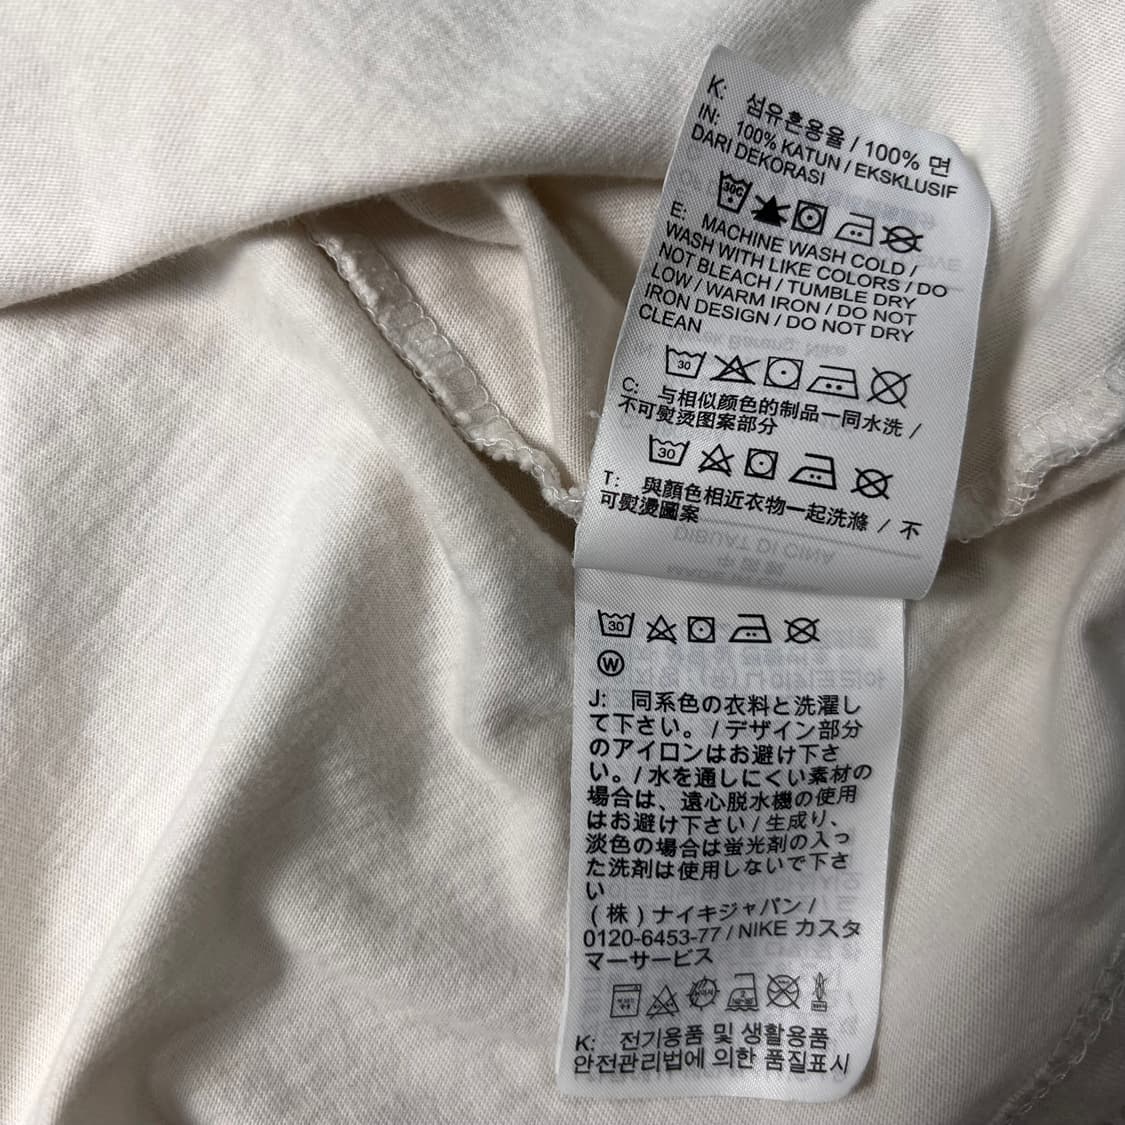 K: 섬유혼용율 / 100% 면
IN: 100% KATUN / EKSKLUSIF
DARI DEKORASI
30C
E: MACHINE WASH COLD /
WASH WITH LIKE COLORS / DO
NOT BLEACH / TUMBLE DRY
LOW / WARM IRON / DO NOT
IRON DESIGN / DO NOT DRY
CLEAN
30
C: 与相似颜色的制品一同水洗 /
不可熨烫图案部分
30
T: 與顏色相近衣物一起洗滌 / 不
可熨燙圖案
30
W
J: 同系色の衣料と洗濯し
て下さい。 / デザイン部分
のアイロンはお避け下さ
い。/ 水を通しにくい素材の
場合は、遠心脱水機の使用
はお避け下さい / 生成り、
淡色の場合は蛍光剤の入っ
た洗剤は使用しないで下さ
い
(株) ナイキジャパン /
0120-6453-77 / NIKE カスタ
マーサービス
K: 전기용품 및 생활용품
안전관리법에 의한 품질표시